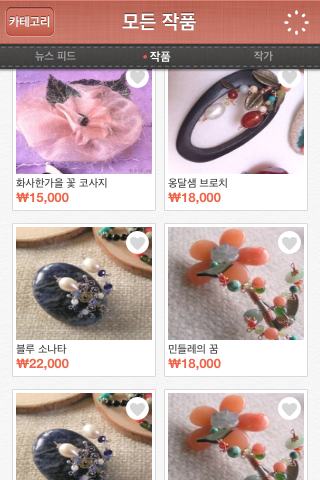 카테고리
모든 작품
뉴스 피드
작품
작가
화사한가을 꽃 코사지
₩15,000
옹달샘 브로치
₩18,000
블루 소나타
₩22,000
민들레의 꿈
₩18,000